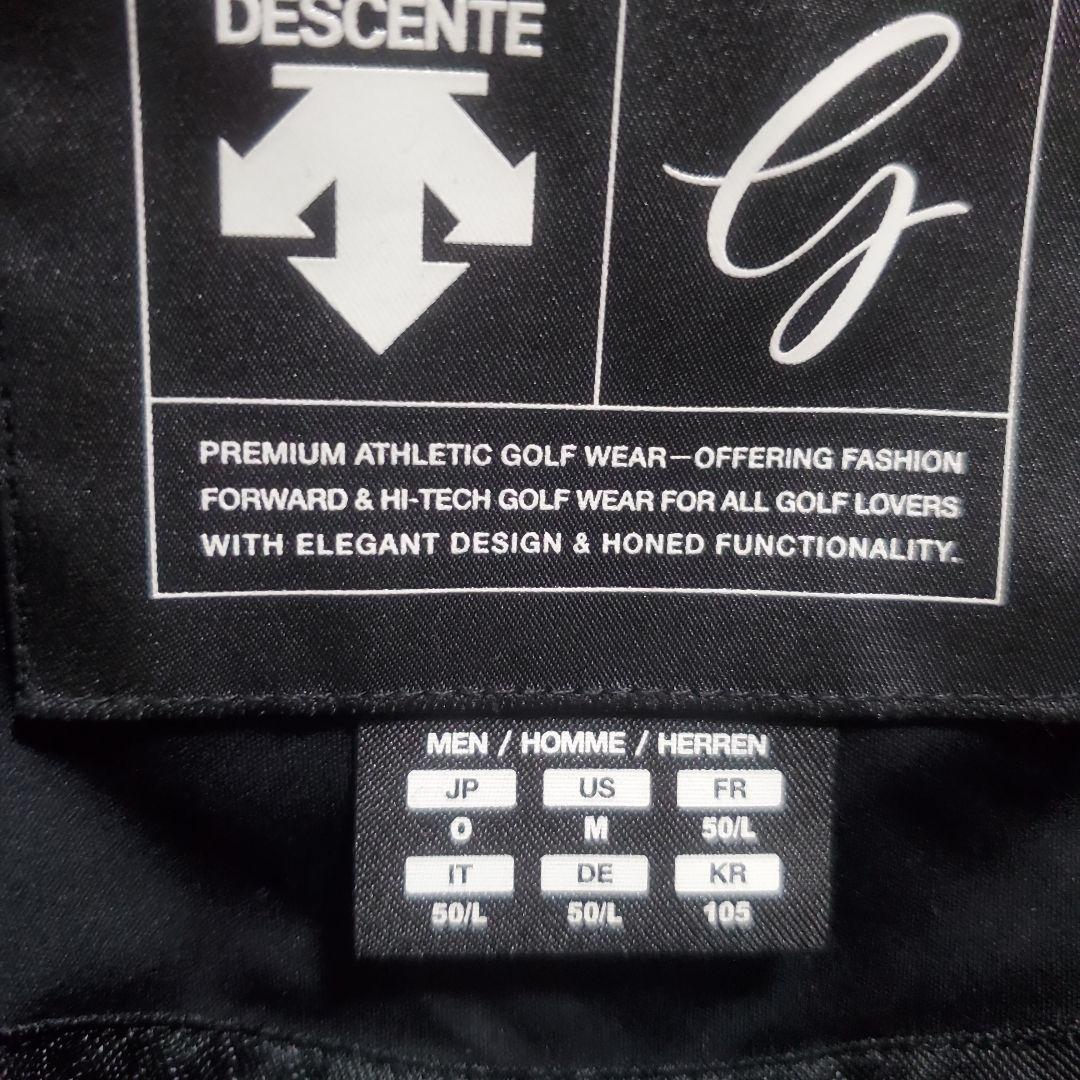 DESCENTE
G
PREMIUM ATHLETIC GOLF WEAR—OFFERING FASHION
FORWARD & HI-TECH GOLF WEAR FOR ALL GOLF LOVERS
WITH ELEGANT DESIGN & HONED FUNCTIONALITY.
MEN / HOMME / HERREN
JP US FR
O M 50/L
IT DE KR
50/L 50/L 105